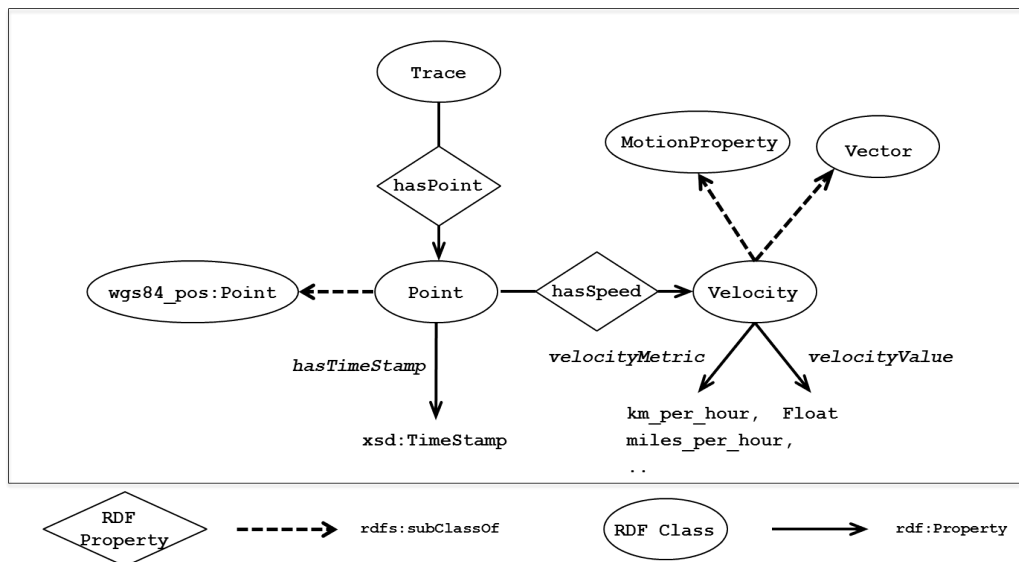 Trace
MotionProperty
Vector
hasPoint
wgs84_pos:Point
Point
hasSpeed
Velocity
hasTimeStamp
velocityMetric
velocityValue
km_per_hour,
Float
miles_per_hour,
..
xsd:TimeStamp
RDF
Property
rdfs:subClassOf
RDF Class
rdf:Property